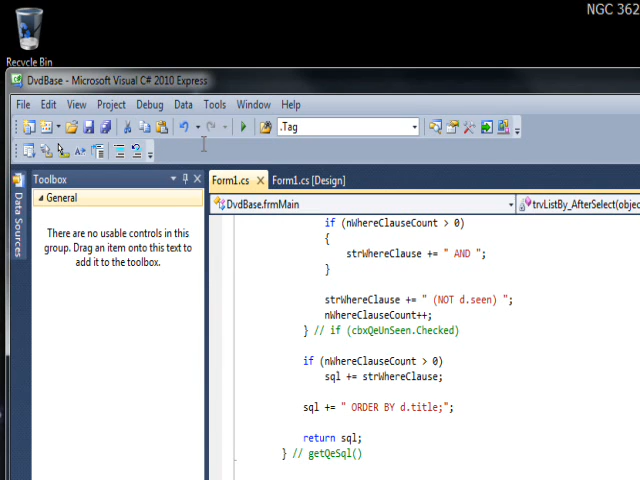 NGC 362
Recycle Bin
DvdBase - Microsoft Visual C# 2010 Express
File Edit View Project Debug Data Tools Window Help
.Tag
Toolbox
Form1.cs Form1.cs [Design]
General
DvdBase.frmMain
trvListBy_AfterSelect(objec
Data Sources
There are no usable controls in this
group. Drag an item onto this text to
add it to the toolbox.
if (nWhereClauseCount > 0)
{
strWhereClause += " AND ";
}
strWhereClause += " (NOT d.seen) ";
nWhereClauseCount++;
} // if (cbxQeUnSeen.Checked)
if (nWhereClauseCount > 0)
sql += strWhereClause;
sql += " ORDER BY d.title;";
return sql;
} // getQeSql()